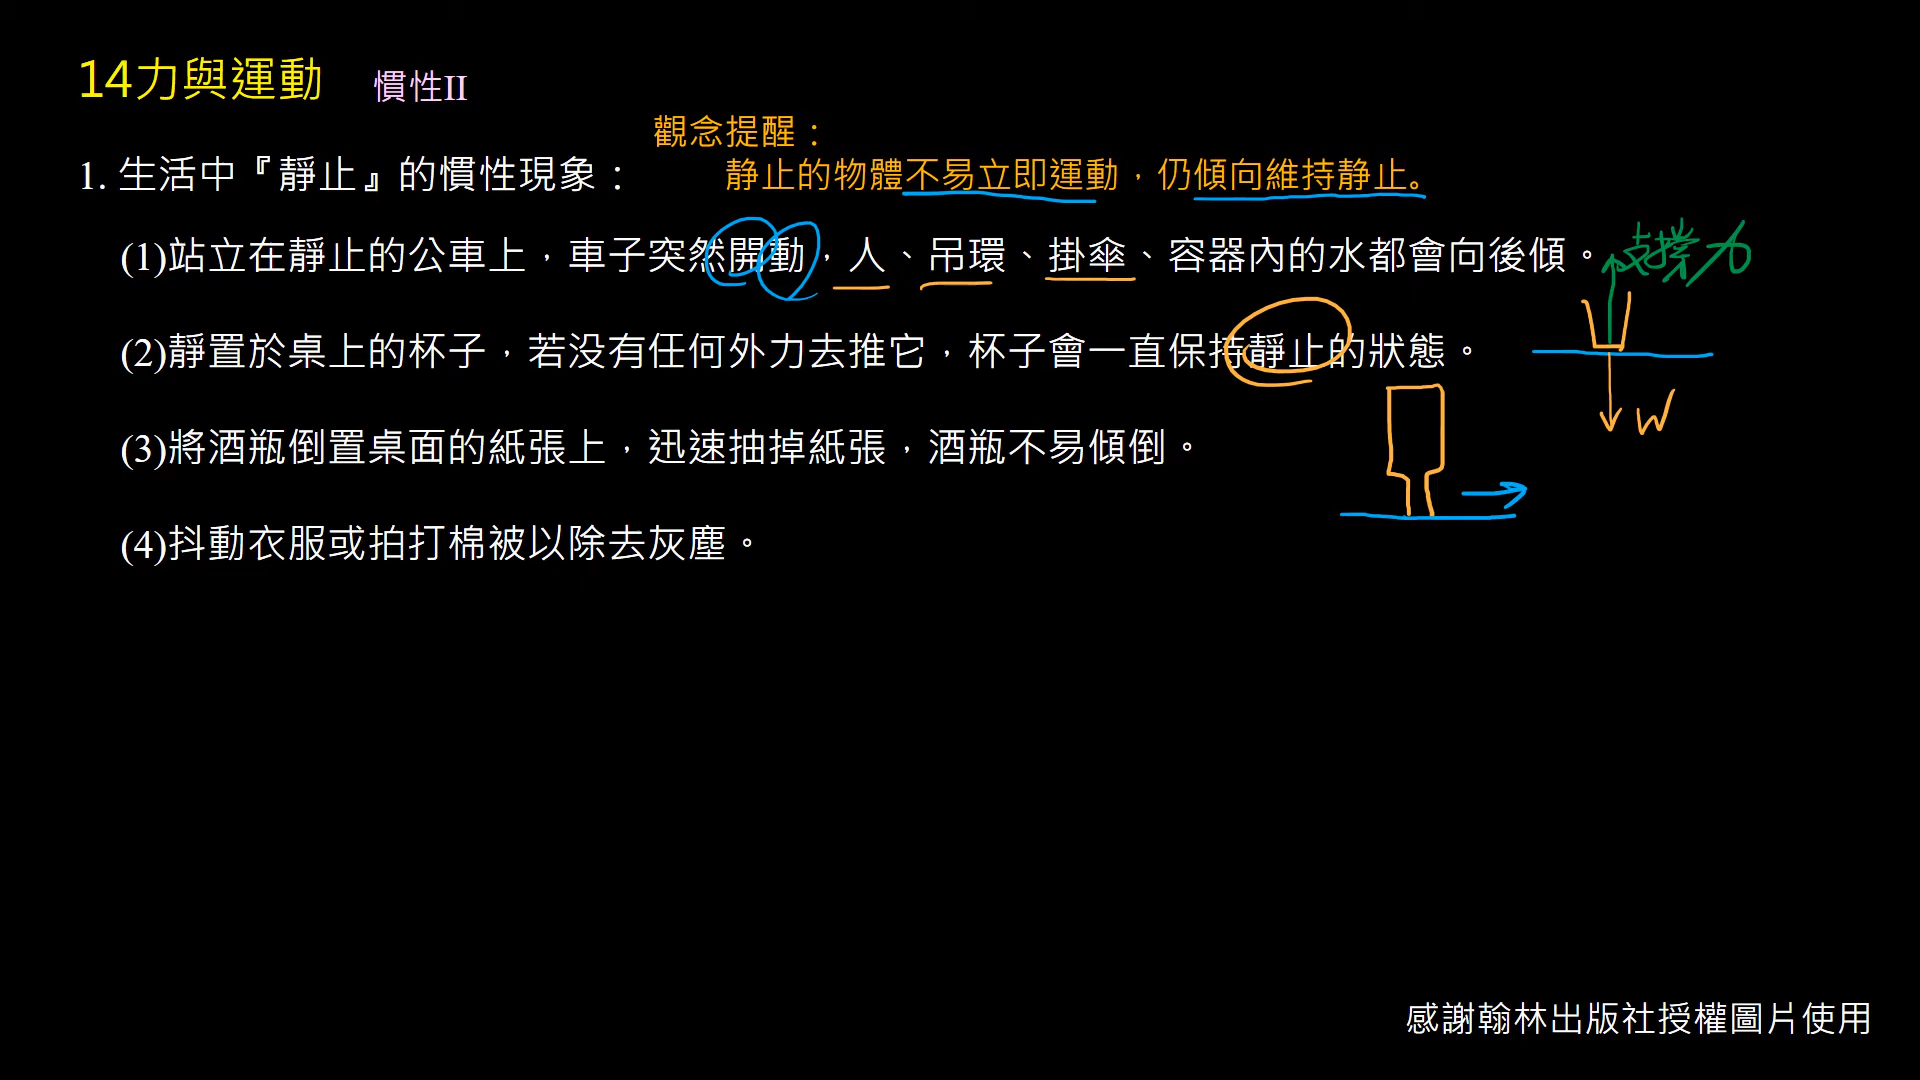 14力與運動 慣性II
觀念提醒：
1. 生活中『靜止』的慣性現象： 靜止的物體不易立即運動，仍傾向維持靜止。
(1)站立在靜止的公車上，車子突然開動，人、吊環、掛傘、容器內的水都會向後傾。
支撐力
(2)靜置於桌上的杯子，若没有任何外力去推它，杯子會一直保持靜止的狀態。
W
(3)將酒瓶倒置桌面的紙張上，迅速抽掉紙張，酒瓶不易傾倒。
(4)抖動衣服或拍打棉被以除去灰塵。
感謝翰林出版社授權圖片使用